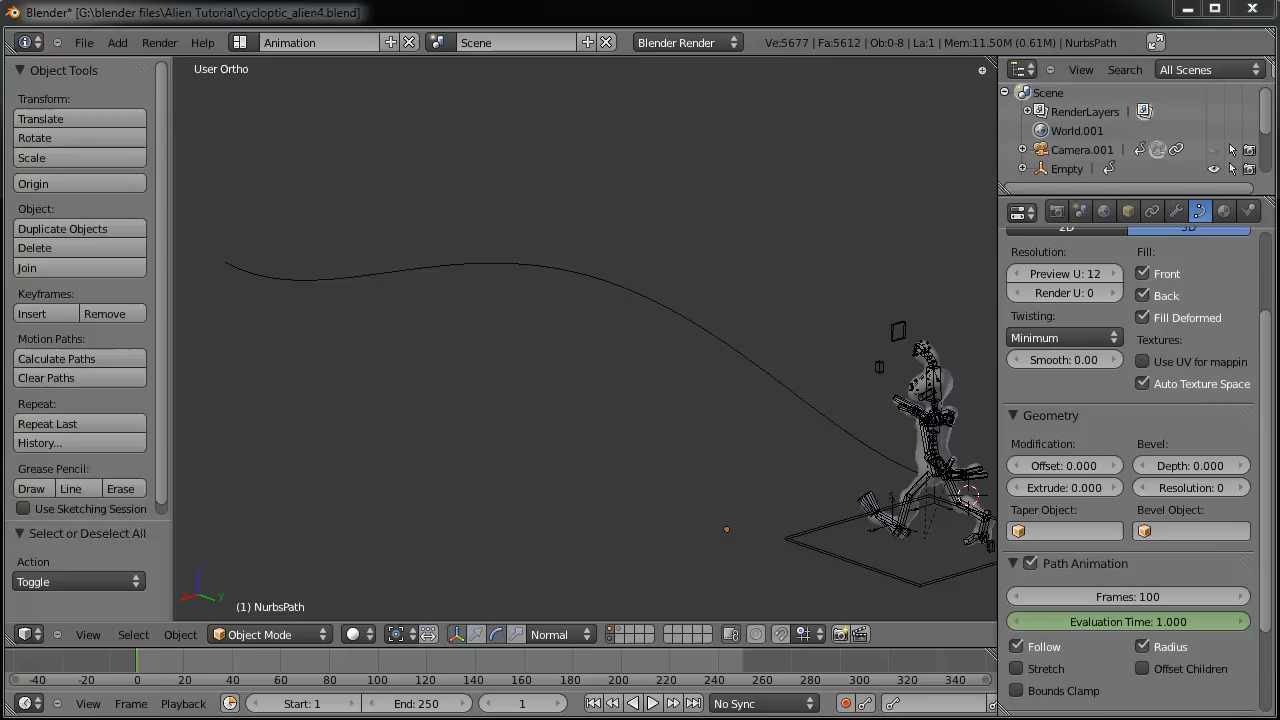 Blender* [G:\blender files\Alien Tutorial\cycloptic_alien4.blend]
File Add Render Help Animation Scene Blender Render Ve:5677 | Fa:5612 | Ob:0-8 | La:1 | Mem:11.50M (0.61M) | NurbsPath
Object Tools
Transform:
Translate
Rotate
Scale
Origin
Object:
Duplicate Objects
Delete
Join
Keyframes:
Insert Remove
Motion Paths:
Calculate Paths
Clear Paths
Repeat:
Repeat Last
History...
Grease Pencil:
Draw Line Erase
Use Sketching Session
Select or Deselect All
Action
Toggle
User Ortho
(1) NurbsPath
View Select Object Object Mode Normal
-40 -20 0 20 40 60 80 100 120 140 160 180 200 220 240 260 280 300 320 340
View Frame Playback Start: 1 End: 250 1 No Sync
View Search All Scenes
Scene
RenderLayers
World.001
Camera.001
Empty
2D 3D
Resolution: Fill:
Preview U: 12 Front
Render U: 0 Back
Twisting: Fill Deformed
Minimum Textures:
Smooth: 0.00 Use UV for mappin
Auto Texture Space
Geometry
Modification: Bevel:
Offset: 0.000 Depth: 0.000
Extrude: 0.000 Resolution: 0
Taper Object: Bevel Object:
Path Animation
Frames: 100
Evaluation Time: 1.000
Follow Radius
Stretch Offset Children
Bounds Clamp